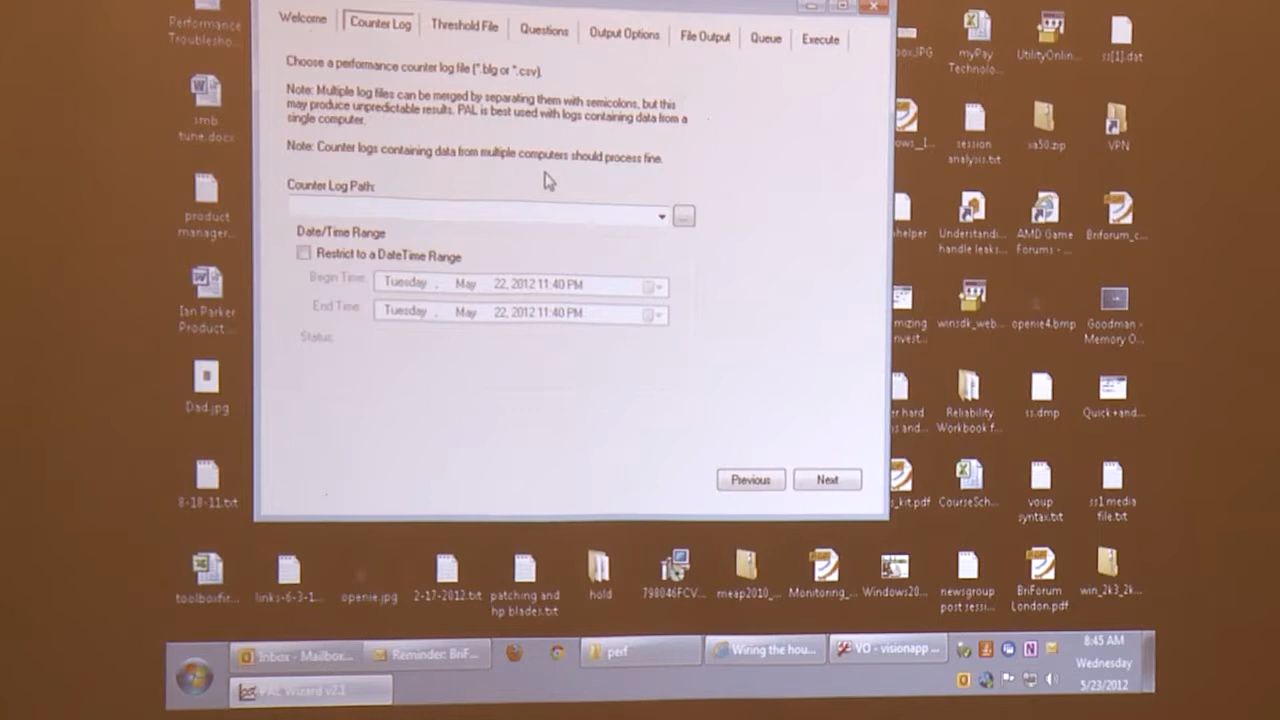 Performance
Troublesho...
Welcome
Counter Log
Threshold File
Questions
Output Options
File Output
Queue
Execute
Choose a performance counter log file (*.blg or *.csv).
Note: Multiple log files can be merged by separating them with semicolons, but this
may produce unpredictable results. PAL is best used with logs containing data from a
single computer.
Note: Counter logs containing data from multiple computers should process fine.
Counter Log Path:
...
Date/Time Range
Restrict to a DateTime Range
Begin Time:
Tuesday , May 22, 2012 11:40 PM
End Time:
Tuesday , May 22, 2012 11:40 PM
Status:
Previous
Next
smb
tune.docx
product
manager...
Ian Parker
Product ...
Dad.jpg
8-18-11.txt
myPay
Technolo...
UtilityOnlin...
ss[1].dat
session
analysis.txt
xa50.zip
VPN
helper
Understandi...
handle leaks...
AMD Game
Forums - ...
Briforum_c...
winsdk_web...
openie4.bmp
Goodman -
Memory O...
Reliability
Workbook f...
ss.dmp
Quick+and...
_kit.pdf
CourseSch...
voup
syntax.txt
ss1 media
file.txt
toolboxfir...
links-6-3-1...
openie.jpg
2-17-2012.txt
patching and
hp blades.txt
hold
798046FCV...
meap2010_...
Monitoring_...
Windows20...
newsgroup
post sessi...
BriForum
London.pdf
win_2k3_2k...
Inbox - Mailbox...
Reminder: BriF...
perf
Wiring the hou...
VO - visionapp ...
PAL Wizard v2.1
8:45 AM
Wednesday
5/23/2012